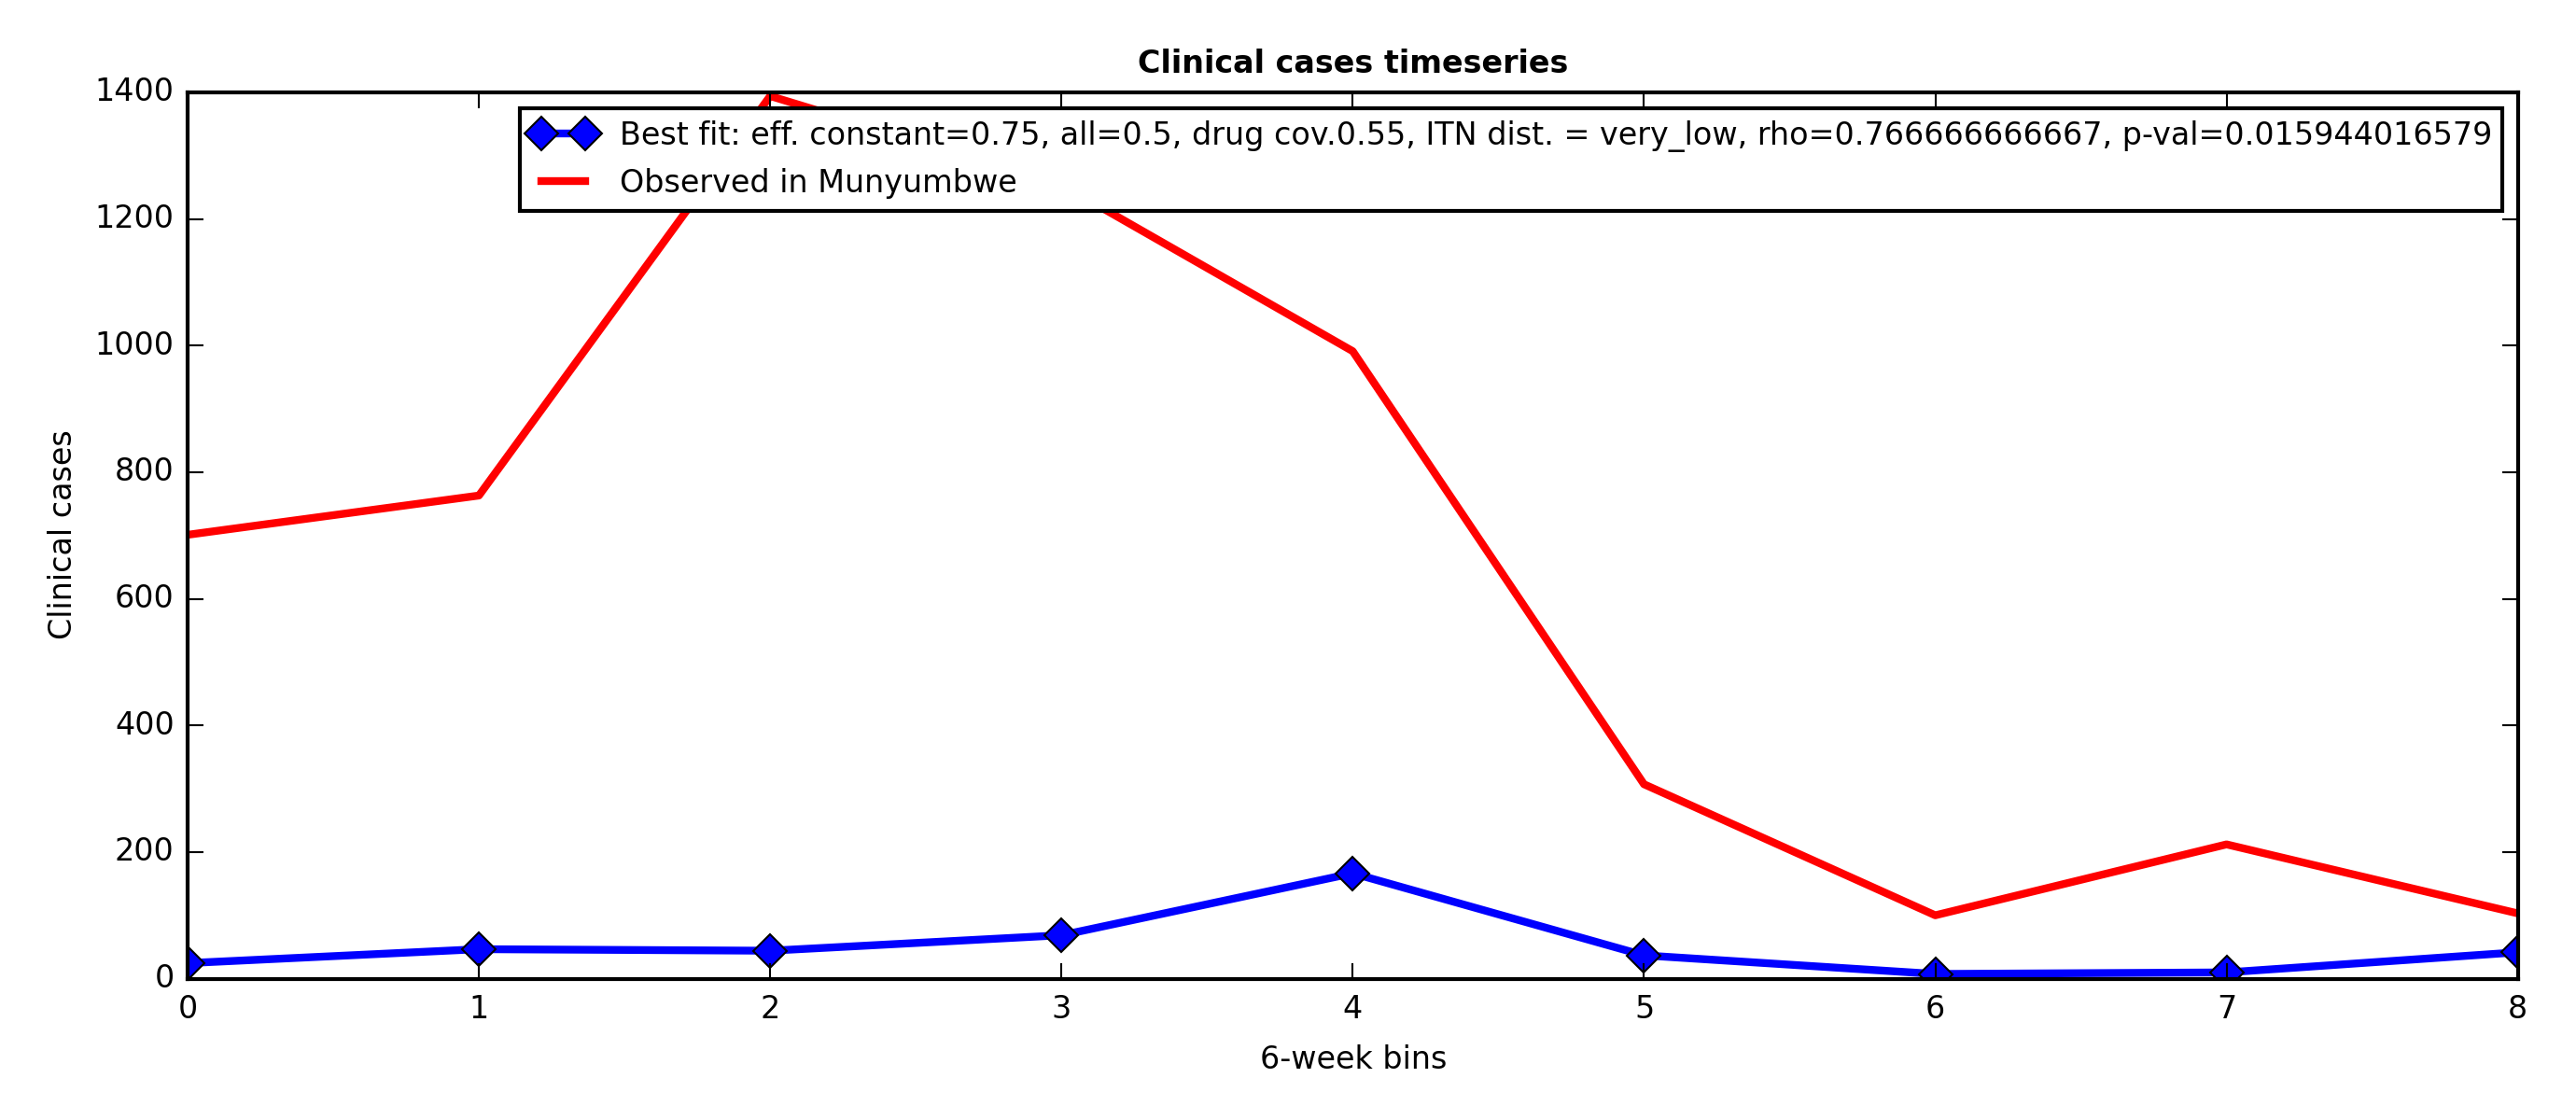 Clinical cases timeseries
1400
1200
1000
800
600
400
200
0
Clinical cases
Best fit: eff. constant=0.75, all=0.5, drug cov.0.55, ITN dist. = very_low, rho=0.766666666667, p-val=0.015944016579
Observed in Munyumbwe
0 1 2 3 4 5 6 7 8
6-week bins